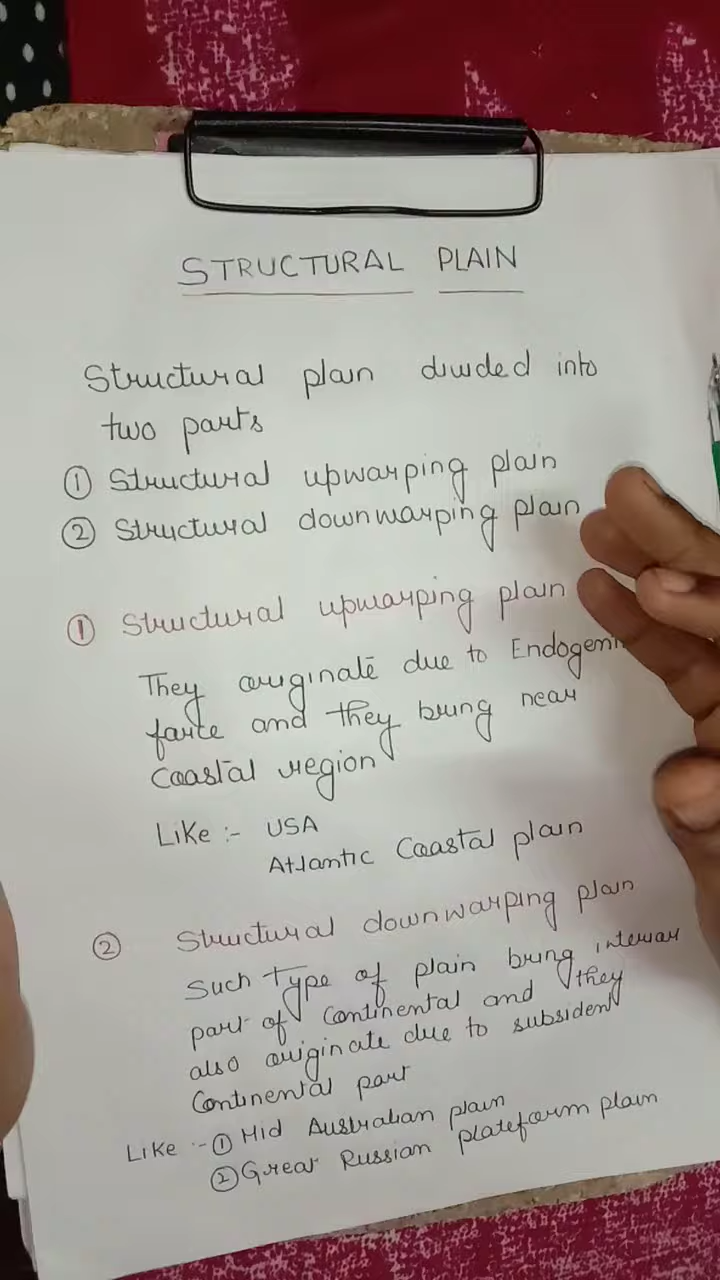 STRUCTURAL PLAIN
Structural plain divided into
two parts
① Structural upwarping plain
② Structural downwarping plain
① Structural upwarping plain
They originate due to Endogeni
farce and they bring near
Coastal region
Like :- USA
Atlantic Coastal plain
② Structural downwarping plain
Such Type of plain bring interior
part of Continental and they
also originate due to subsident
Continental part
Like :- ① Mid Australian plain
② Great Russian plateform plain